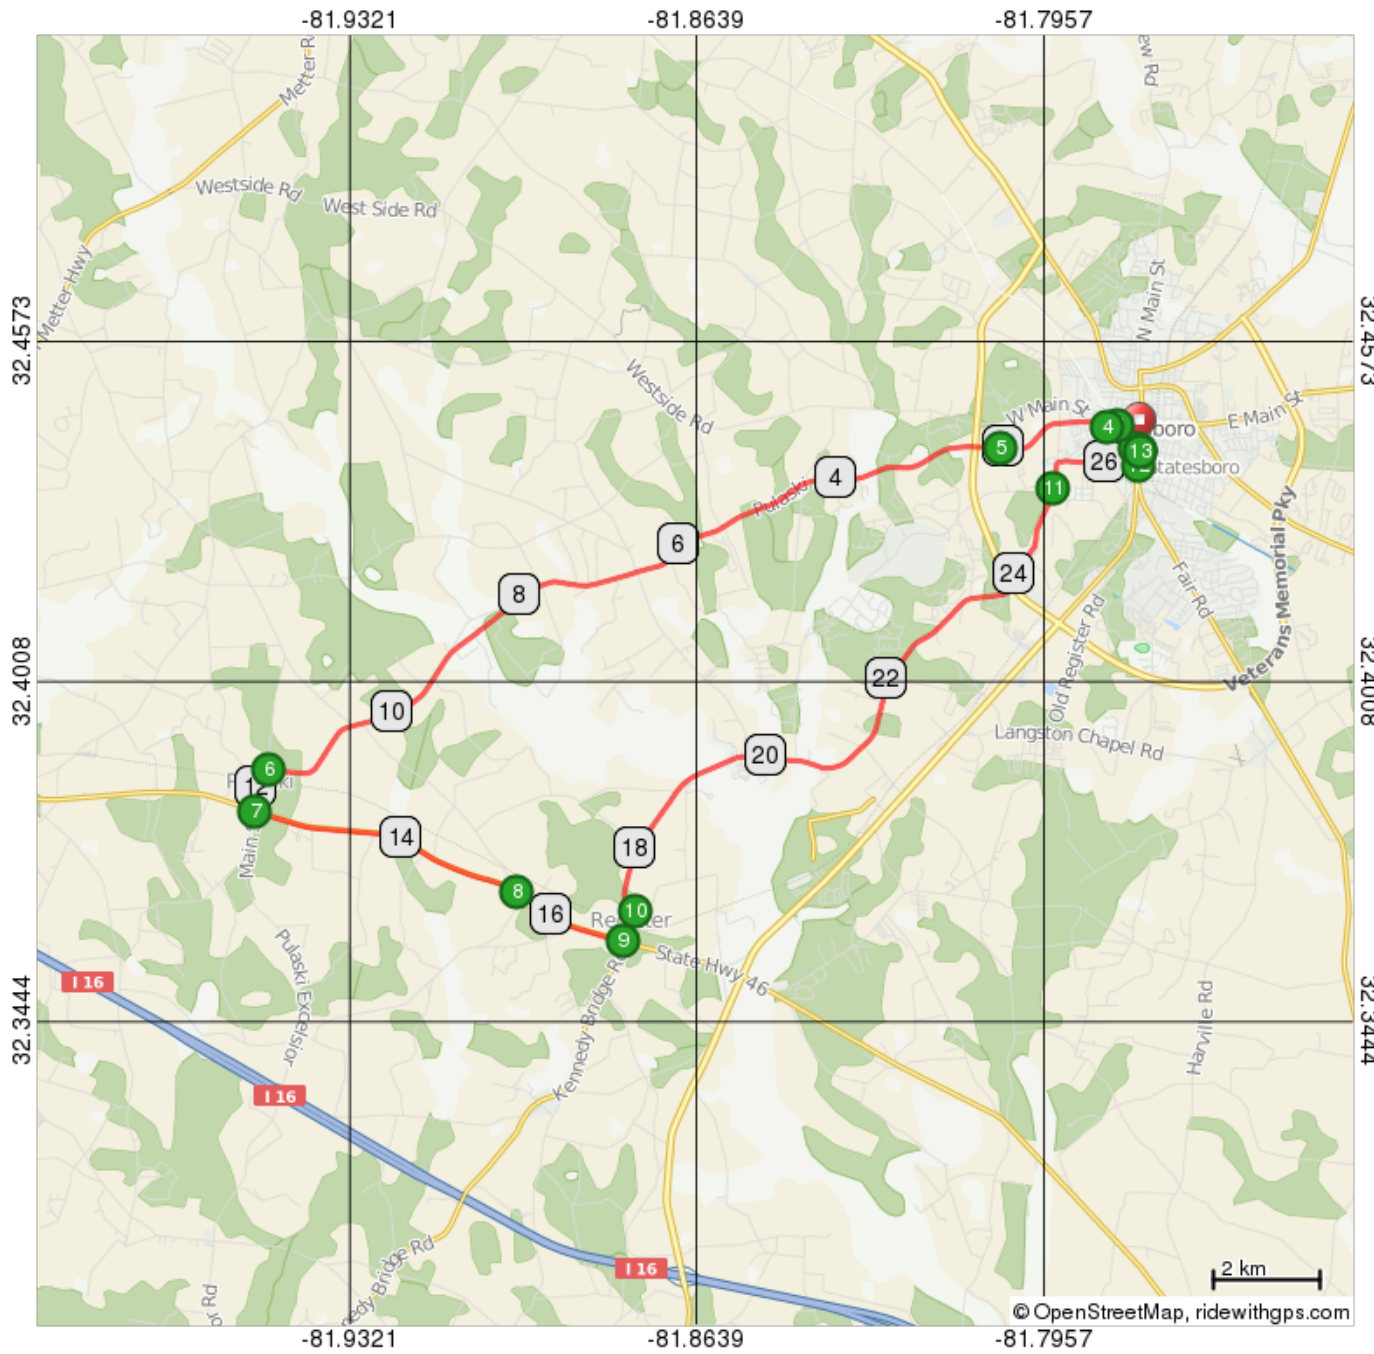 -81.9321
-81.8639
-81.7957
Metter R
ew Rd
Westside Rd
West Side Rd
Metter Hwy
N Main St
32.4573
32.4573
Westside Rd
W Main St
E Main St
4
boro
5
13
Statesboro
26
4
11
Pulaski
6
24
8
Fair Rd
Veterans Memorial Pky
Old Register Rd
32.4008
22
32.4008
10
Langston Chapel Rd
20
6
12
7
14
18
Main
8
16
10
Register
9
State Hwy 46
Pulaski Excelsior
I 16
Kennedy Bridge R
Harville Rd
32.3444
32.3444
I 16
nedy Bridge Rd
I 16
2 km
or Rd
© OpenStreetMap, ridewithgps.com
-81.9321
-81.8639
-81.7957